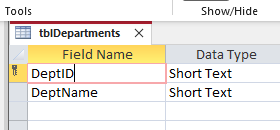 Tools Show/Hide
tblDepartments
Field Name Data Type
DeptID Short Text
DeptName Short Text